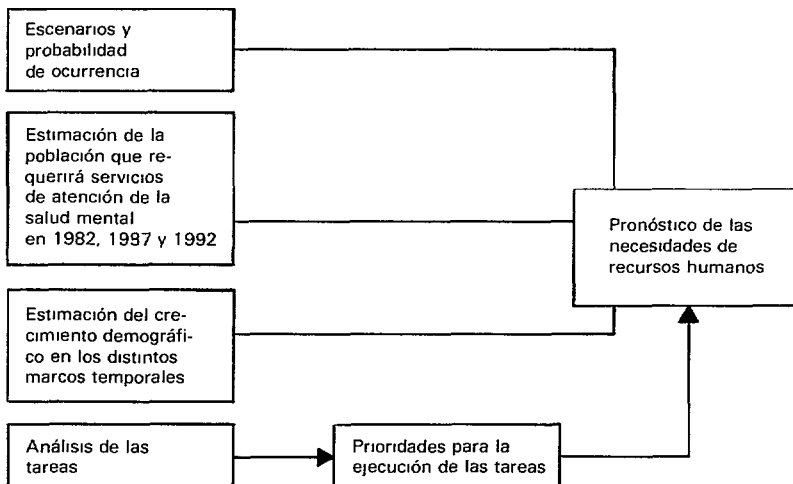 Escenarios y
probabilidad
de ocurrencia
Estimación de la
población que re-
querirá servicios
de atención de la
salud mental
en 1982, 1987 y 1992
Pronóstico de las
necesidades de
recursos humanos
Estimación del cre-
cimiento demográfi-
co en los distintos
marcos temporales
Análisis de las
tareas
Prioridades para la
ejecución de las tareas